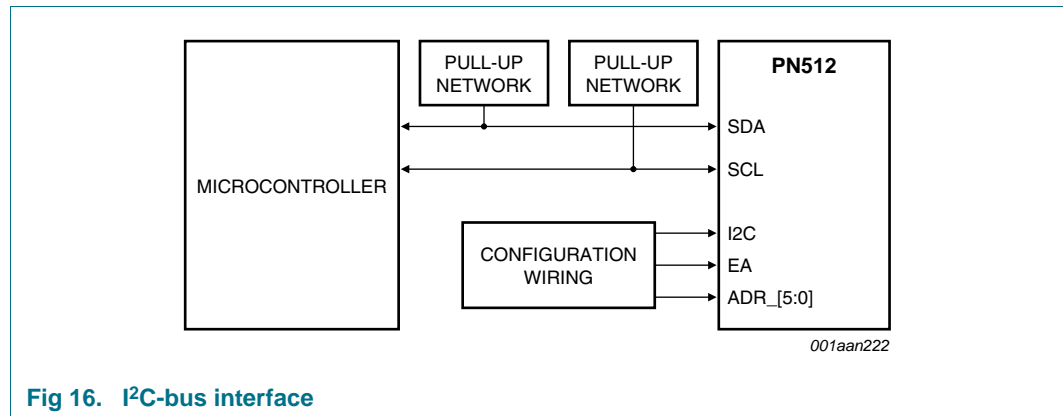 PULL-UP
NETWORK
PULL-UP
NETWORK
PN512
SDA
SCL
MICROCONTROLLER
I2C
CONFIGURATION
WIRING
EA
ADR_[5:0]
001aan222
Fig 16. I²C-bus interface